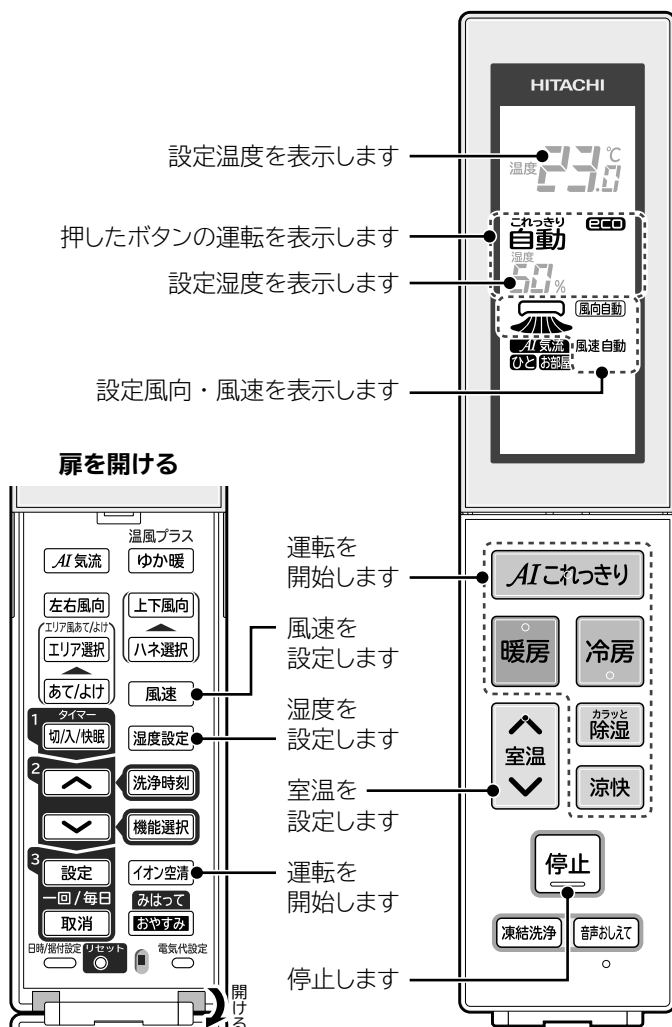 HITACHI
設定温度を表示します
温度
23.0
℃
押したボタンの運転を表示します
これっきり
自動
eco
湿度
50%
設定湿度を表示します
風向自動
AI気流
風速自動
ひと お部屋
設定風向・風速を表示します
扉を開ける
温風プラス
AI気流
ゆか暖
左右風向
上下風向
エリア風あて/よけ
エリア選択
ハネ選択
あて/よけ
風速
1
タイマー
切/入/快眠
湿度設定
2
洗浄時刻
機能選択
3
設定
イオン空清
一回/毎日
みはって
取消
おやすみ
日時/据付設定
リセット
電気代設定
開ける
運転を
開始します
風速を
設定します
湿度を
設定します
室温を
設定します
運転を
開始します
停止します
AIこれっきり
暖房
冷房
室温
カラッと
除湿
涼快
停止
凍結洗浄
音声おしえて